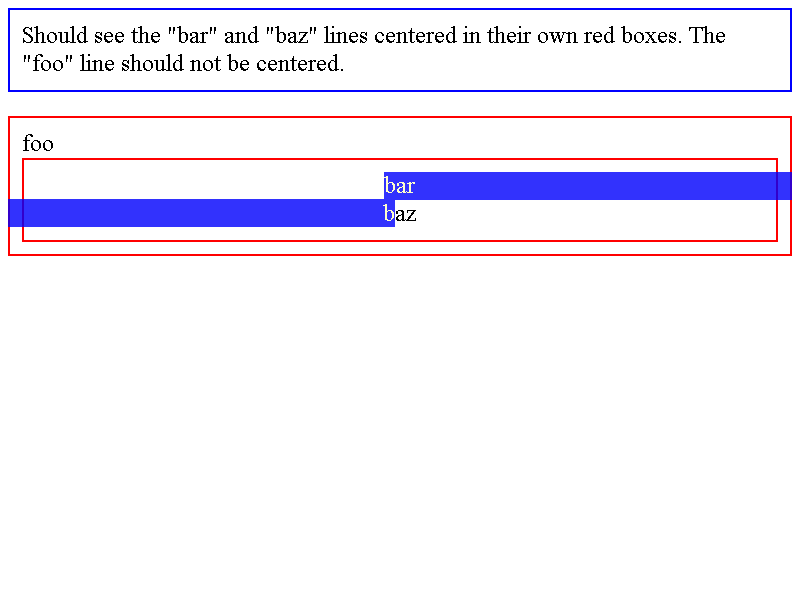 Should see the "bar" and "baz" lines centered in their own red boxes. The
"foo" line should not be centered.
foo
bar
baz